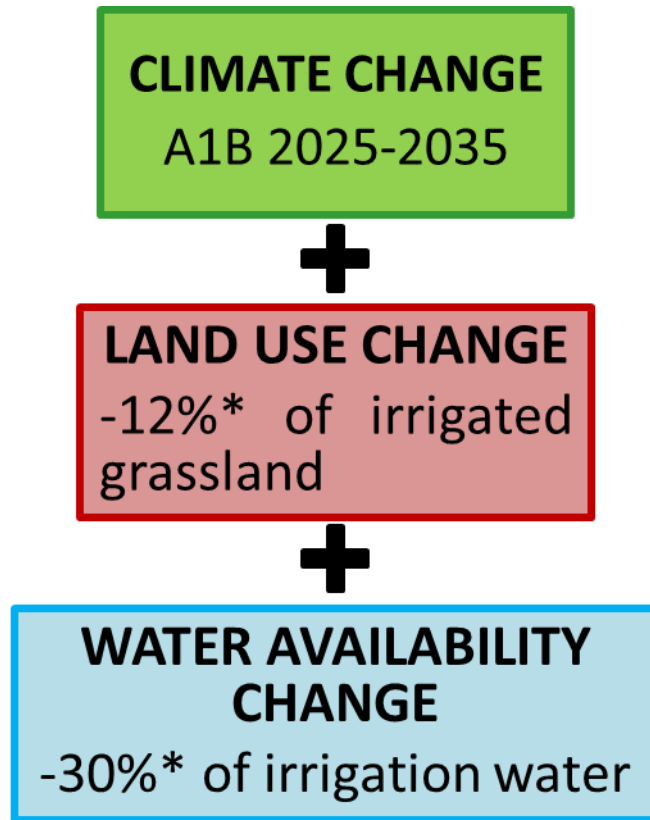 CLIMATE CHANGE
A1B 2025-2035
+
LAND USE CHANGE
-12%* of irrigated
grassland
+
WATER AVAILABILITY
CHANGE
-30%* of irrigation water